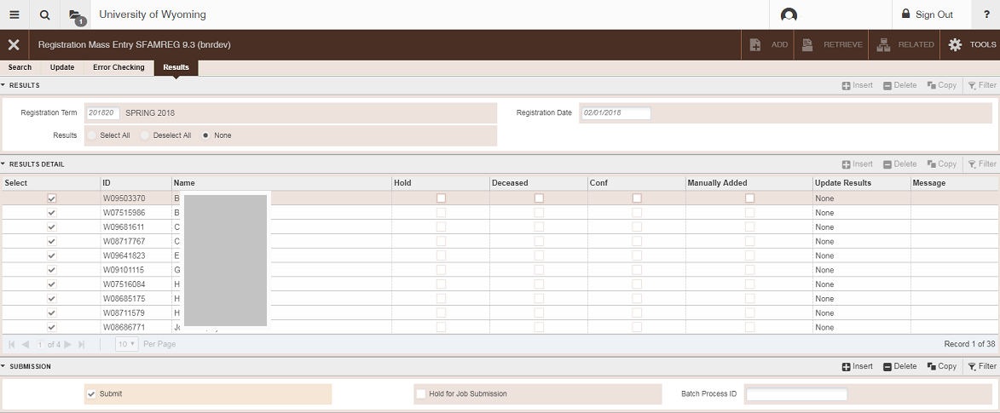 1 University of Wyoming Sign Out ?
Registration Mass Entry SFAMREG 9.3 (bnrdev) ADD RETRIEVE RELATED TOOLS
Search Update Error Checking Results
RESULTS Insert Delete Copy Filter
Registration Term 201820 SPRING 2018 Registration Date 02/01/2018
Results Select All Deselect All None
RESULTS DETAIL Insert Delete Copy Filter
Select ID Name Hold Deceased Conf Manually Added Update Results Message
W09503370 B None
W07515986 B None
W09681611 C None
W08717767 C None
W09641823 E None
W09101115 G None
W07516084 H None
W08685175 H None
W08711579 H None
W08686771 None
1 of 4 10 Per Page Record 1 of 38
SUBMISSION Insert Delete Copy Filter
Submit Hold for Job Submission Batch Process ID